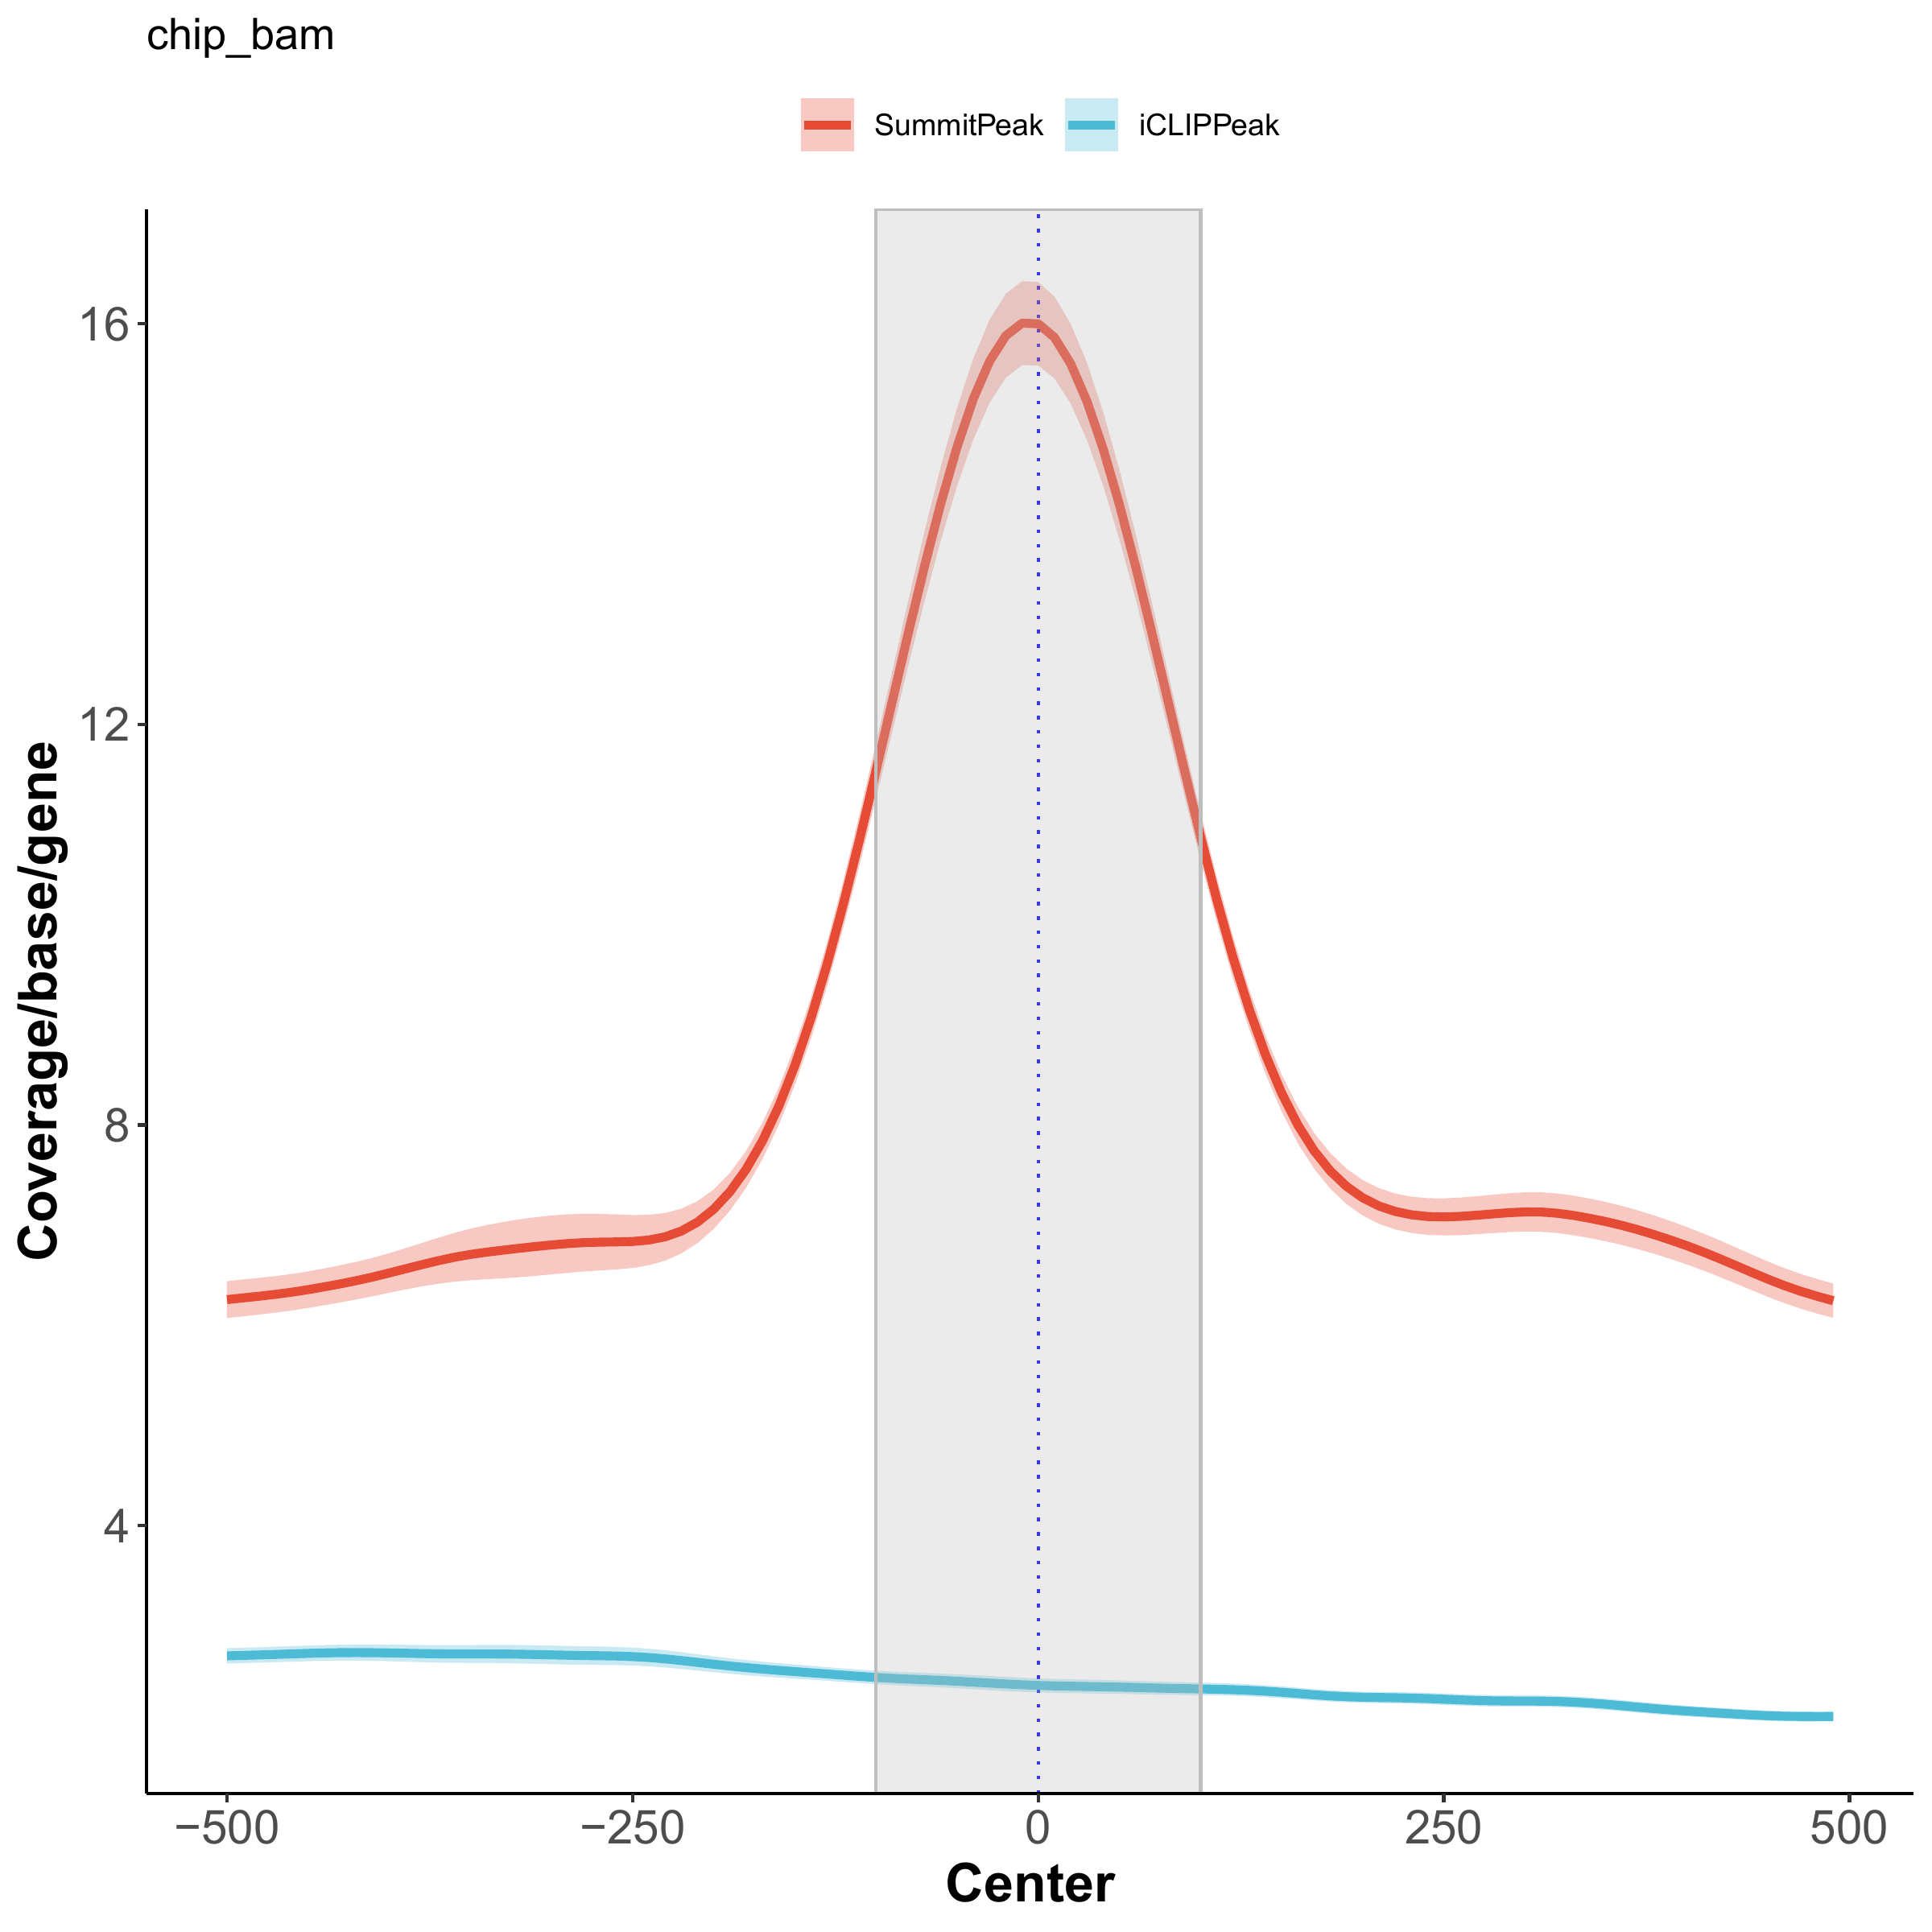 chip_bam
SummitPeak iCLIPPeak
16
12
8
4
Coverage/base/gene
−500 −250 0 250 500
Center